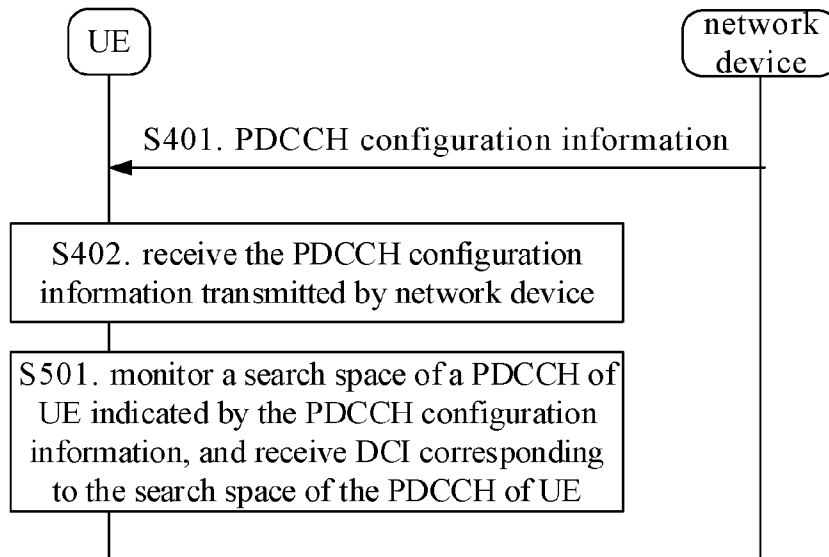 UE
network
device
S401. PDCCH configuration information
S402. receive the PDCCH configuration
information transmitted by network device
S501. monitor a search space of a PDCCH of
UE indicated by the PDCCH configuration
information, and receive DCI corresponding
to the search space of the PDCCH of UE